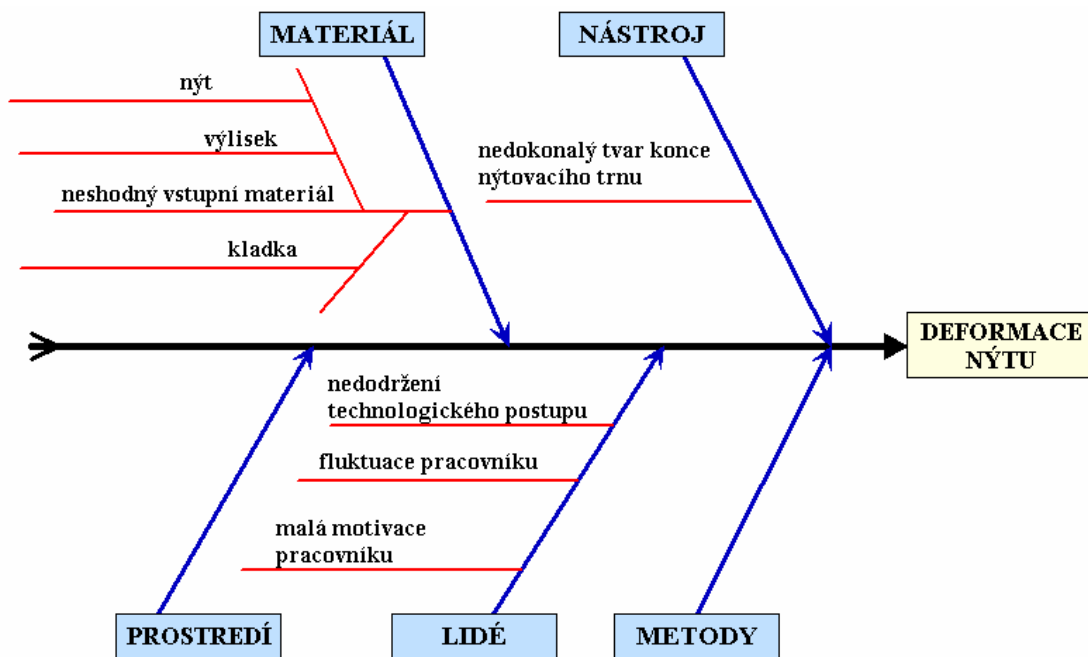 MATERIÁL
NÁSTROJ
nýt
výlisek
neshodný vstupní materiál
kladka
nedokonalý tvar konce
nýtovacího trnu
DEFORMACE
NÝTU
nedodržení
technologického postupu
fluktuace pracovníku
malá motivace
pracovníku
PROSTREDÍ
LIDÉ
METODY